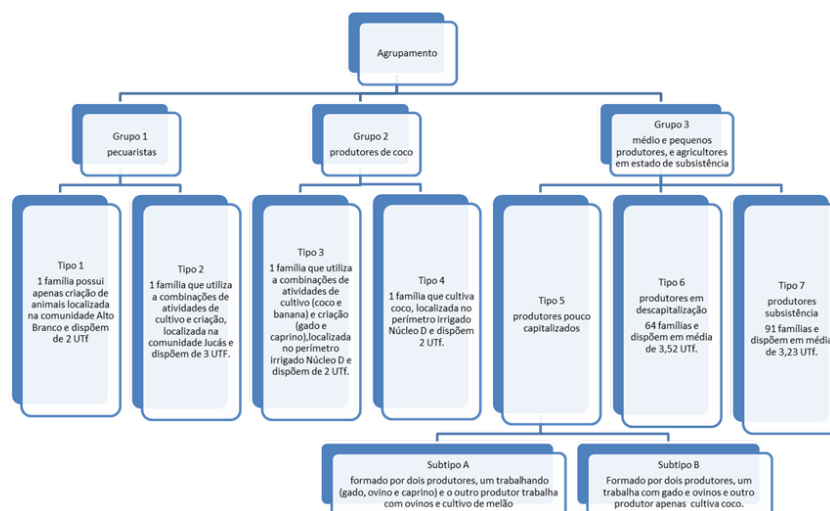 Agrupamento
Grupo 1
pecuaristas
Grupo 2
produtores de coco
Grupo 3
médio e pequenos
produtores, e agricultores
em estado de subsistência
Tipo 1
1 família possui
apenas criação de
animais localizada
na comunidade Alto
Branco e dispõem
de 2 UTf
Tipo 2
1 família que utiliza
a combinações de
atividades de
cultivo e criação,
localizada na
comunidade Jucás e
dispõem de 3 UTF.
Tipo 3
1 família que utiliza
a combinações de
atividades de
cultivo (coco e
banana) e criação
(gado e
caprino),localizada
no perímetro
irrigado Núcleo D e
dispõem de 2 UTf.
Tipo 4
1 família que cultiva
coco, localizada no
perímetro irrigado
Núcleo D e dispõem
2 UTf.
Tipo 5
produtores pouco
capitalizados
Tipo 6
produtores em
descapitalização
64 famílias e
dispõem em média
de 3,52 UTf.
Tipo 7
produtores
subsistência
91 famílias e
dispõem em média
de 3,23 UTf.
Subtipo A
formado por dois produtores, um trabalhando
(gado, ovino e caprino) e o outro produtor trabalha
com ovinos e cultivo de melão
Subtipo B
Formado por dois produtores, um
trabalha com gado e ovinos e outro
produtor apenas cultiva coco.